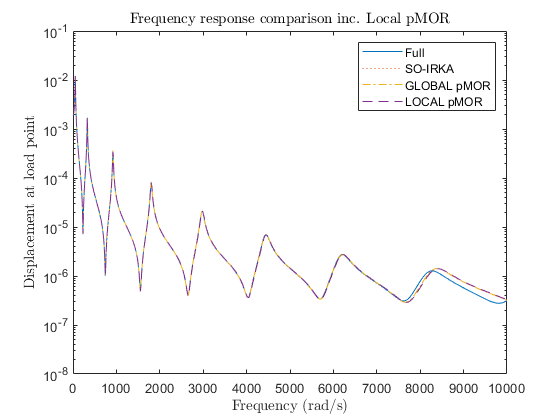 Frequency response comparison inc. Local pMOR
10^-1
10^-2
10^-3
10^-4
10^-5
10^-6
10^-7
10^-8
Displacement at load point
Full
SO-IRKA
GLOBAL pMOR
LOCAL pMOR
0 1000 2000 3000 4000 5000 6000 7000 8000 9000 10000
Frequency (rad/s)